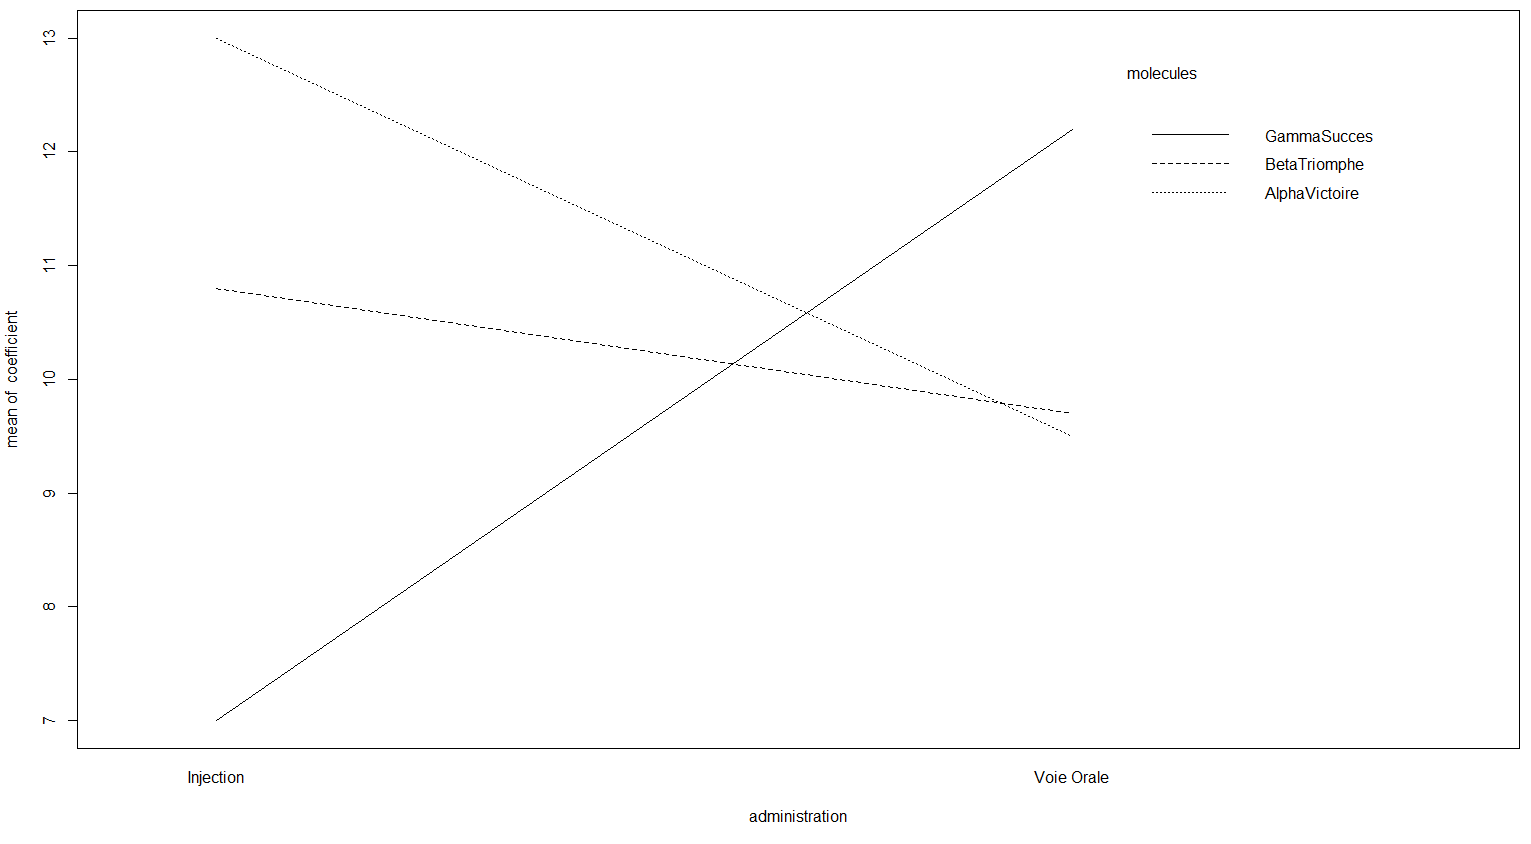 13
12
11
10
9
8
7
mean of coefficient
molecules
GammaSucces
BetaTriomphe
AlphaVictoire
Injection
Voie Orale
administration